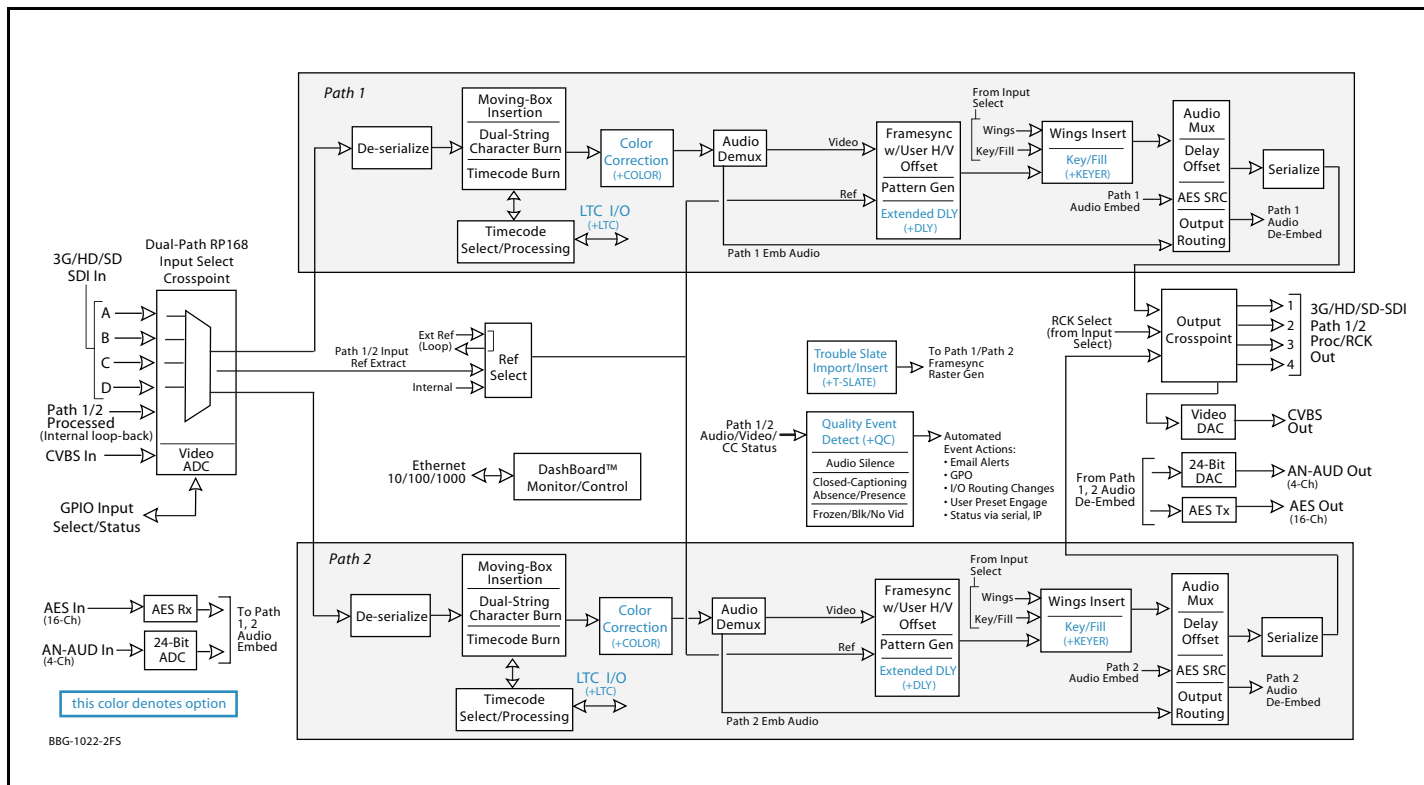 Path 1
De-serialize
Moving-Box
Insertion
Dual-String
Character Burn
Timecode Burn
Timecode
Select/Processing
LTC I/O
(+LTC)
Color
Correction
(+COLOR)
Audio
Demux
Video
Ref
Path 1 Emb Audio
Framesync
w/User H/V
Offset
Pattern Gen
Extended DLY
(+DLY)
From Input
Select
Wings
Key/Fill
Wings Insert
Key/Fill
(+KEYER)
Path 1
Audio Embed
Audio
Mux
Delay
Offset
AES SRC
Output
Routing
Serialize
Path 1
Audio
De-Embed
Dual-Path RP168
Input Select
Crosspoint
3G/HD/SD
SDI In
A
B
C
D
Path 1/2
Processed
(Internal loop-back)
CVBS In
Video
ADC
GPIO Input
Select/Status
Ext Ref
(Loop)
Path 1/2 Input
Ref Extract
Internal
Ref
Select
Ethernet
10/100/1000
DashBoard™
Monitor/Control
Trouble Slate
Import/Insert
(+T-SLATE)
To Path 1/Path 2
Framesync
Raster Gen
Path 1/2
Audio/Video/
CC Status
Quality Event
Detect (+QC)
Audio Silence
Closed-Captioning
Absence/Presence
Frozen/Blk/No Vid
Automated
Event Actions:
• Email Alerts
• GPO
• I/O Routing Changes
• User Preset Engage
• Status via serial, IP
RCK Select
(from Input
Select)
Output
Crosspoint
1
2
3
4
3G/HD/SD-SDI
Path 1/2
Proc/RCK
Out
Video
DAC
CVBS
Out
From Path
1, 2 Audio
De-Embed
24-Bit
DAC
AN-AUD Out
(4-Ch)
AES Tx
AES Out
(16-Ch)
Path 2
De-serialize
Moving-Box
Insertion
Dual-String
Character Burn
Timecode Burn
Timecode
Select/Processing
LTC I/O
(+LTC)
Color
Correction
(+COLOR)
Audio
Demux
Video
Ref
Path 2 Emb Audio
Framesync
w/User H/V
Offset
Pattern Gen
Extended DLY
(+DLY)
From Input
Select
Wings
Key/Fill
Wings Insert
Key/Fill
(+KEYER)
Path 2
Audio Embed
Audio
Mux
Delay
Offset
AES SRC
Output
Routing
Serialize
Path 2
Audio
De-Embed
AES In
(16-Ch)
AES Rx
AN-AUD In
(4-Ch)
24-Bit
ADC
To Path
1, 2
Audio
Embed
this color denotes option
BBG-1022-2FS